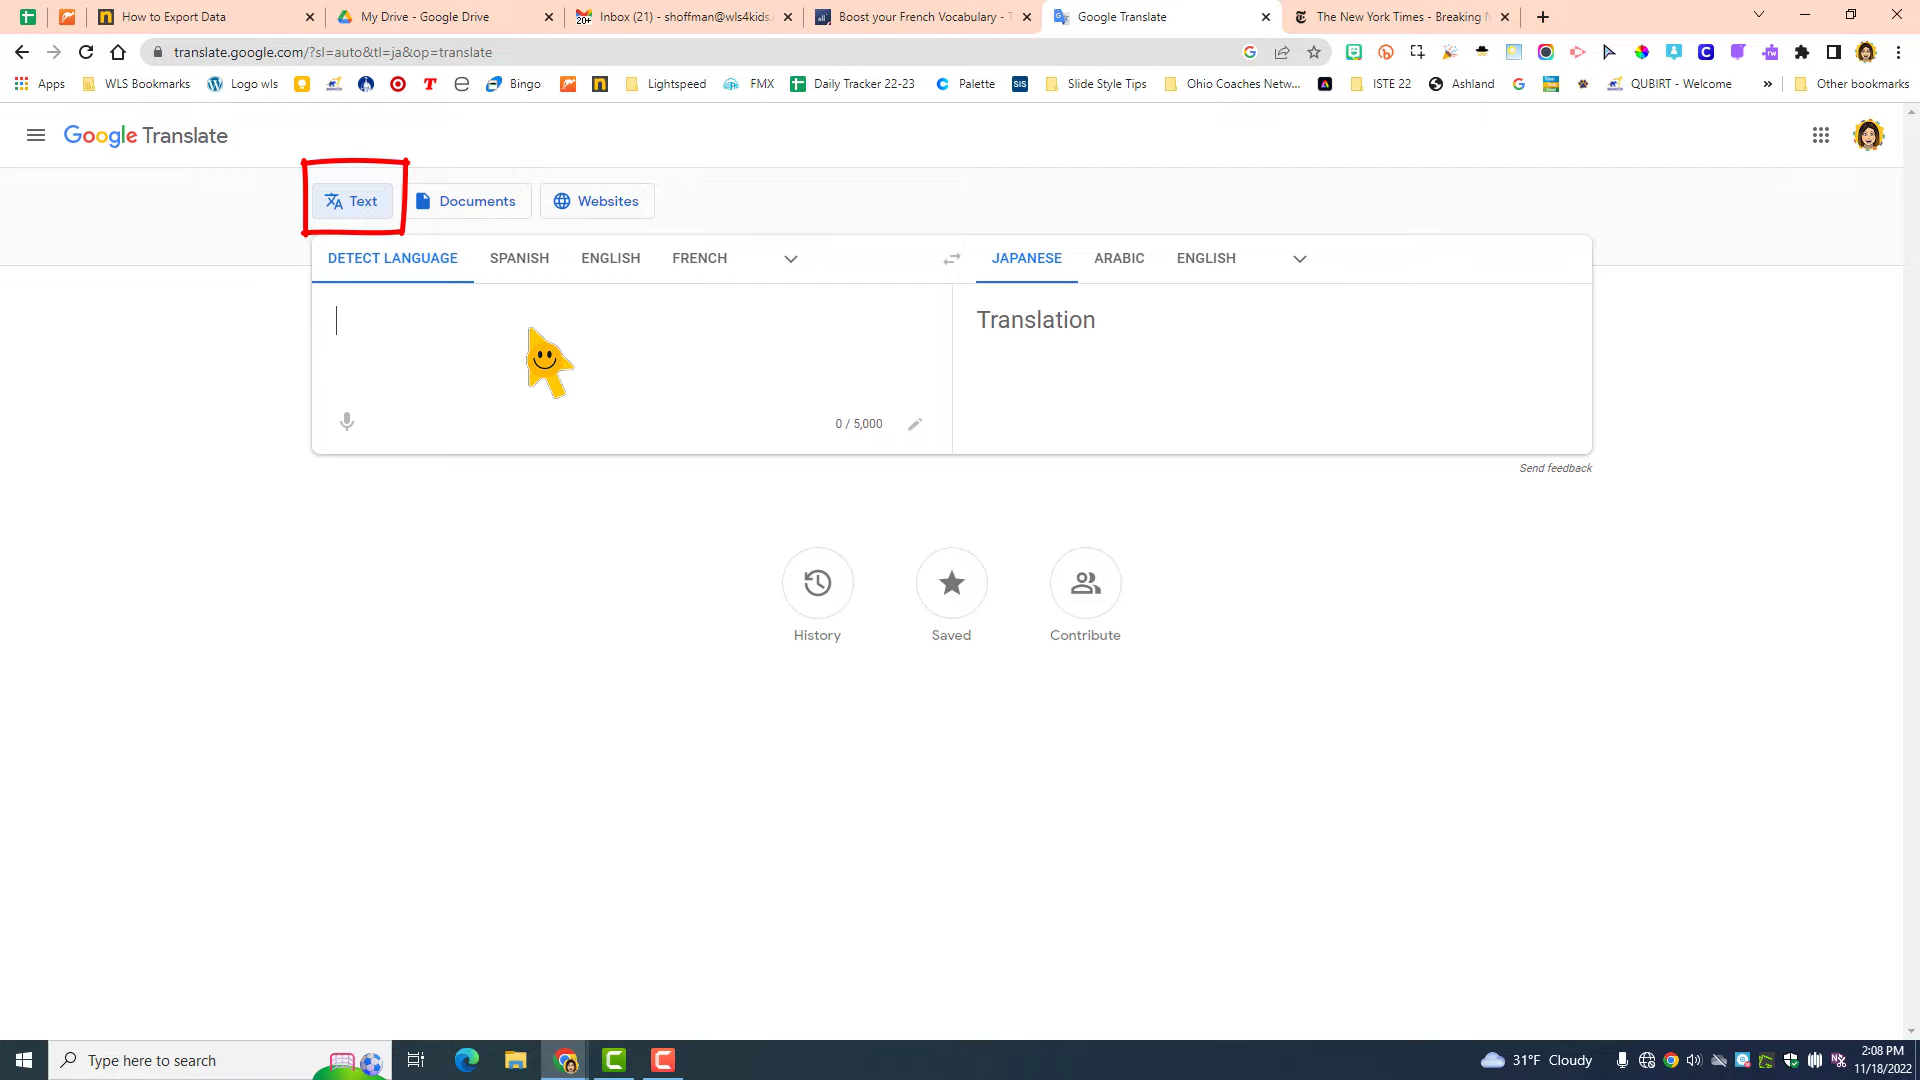 How to Export Data
My Drive - Google Drive
Inbox (21) - shoffman@wls4kids.
Boost your French Vocabulary -
Google Translate
The New York Times - Breaking N
translate.google.com/?sl=auto&tl=ja&op=translate
Apps
WLS Bookmarks
Logo wls
Bingo
Lightspeed
FMX
Daily Tracker 22-23
Palette
SIS
Slide Style Tips
Ohio Coaches Netw...
ISTE 22
Ashland
QUBIRT - Welcome
»
Other bookmarks
Google Translate
Text
Documents
Websites
DETECT LANGUAGE
SPANISH
ENGLISH
FRENCH
JAPANESE
ARABIC
ENGLISH
Translation
0 / 5,000
Send feedback
History
Saved
Contribute
Type here to search
31°F Cloudy
2:08 PM
11/18/2022